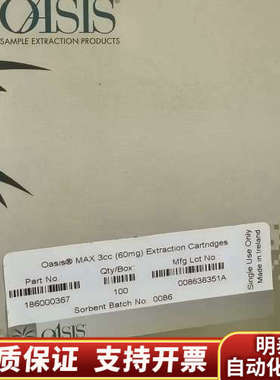 OASIS
SAMPLE EXTRACTION PRODUCTS
Oasis® MAX 3cc (60mg) Extraction Cartridges
Part No. Qty/Box: Mfg Lot No
186000367 100 008638351A
Sorbent Batch No. 0086
Single Use Only
Made in Ireland
质保证 支持开票
明
自动化